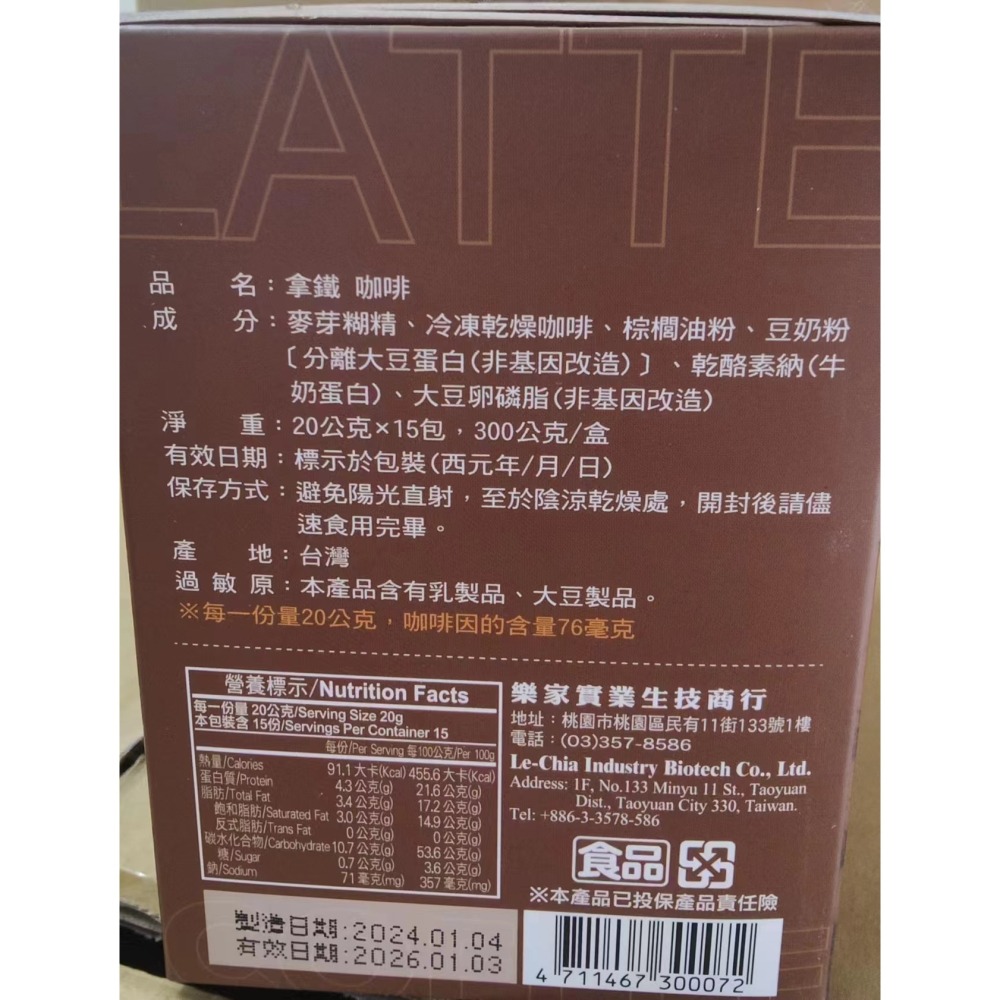 LATTE
品 名：拿鐵 咖啡
成 分：麥芽糊精、冷凍乾燥咖啡、棕櫚油粉、豆奶粉
〔分離大豆蛋白(非基因改造)〕、乾酪素納(牛
奶蛋白)、大豆卵磷脂(非基因改造)
淨 重：20公克×15包，300公克/盒
有效日期：標示於包裝(西元年/月/日)
保存方式：避免陽光直射，至於陰涼乾燥處，開封後請儘
速食用完畢。
產 地：台灣
過 敏 原：本產品含有乳製品、大豆製品。
※每一份量20公克，咖啡因的含量76毫克
營養標示/Nutrition Facts
每一份量 20公克/Serving Size 20g
本包裝含 15份/Servings Per Container 15
每份/Per Serving 每100公克/Per 100g
熱量/Calories 91.1 大卡(Kcal) 455.6 大卡(Kcal)
蛋白質/Protein 4.3 公克(g) 21.6 公克(g)
脂肪/Total Fat 3.4 公克(g) 17.2 公克(g)
飽和脂肪/Saturated Fat 3.0 公克(g) 14.9 公克(g)
反式脂肪/Trans Fat 0 公克(g) 0 公克(g)
碳水化合物/Carbohydrate 10.7 公克(g) 53.6 公克(g)
糖/Sugar 0.7 公克(g) 3.6 公克(g)
鈉/Sodium 71 毫克(mg) 357 毫克(mg)
樂家實業生技商行
地址：桃園市桃園區民有11街133號1樓
電話：(03)357-8586
Le-Chia Industry Biotech Co., Ltd.
Address: 1F, No.133 Minyu 11 St., Taoyuan
Dist., Taoyuan City 330, Taiwan.
Tel: +886-3-3578-586
食品
※本產品已投保產品責任險
製造日期:2024.01.04
有效日期:2026.01.03
4 711467 300072